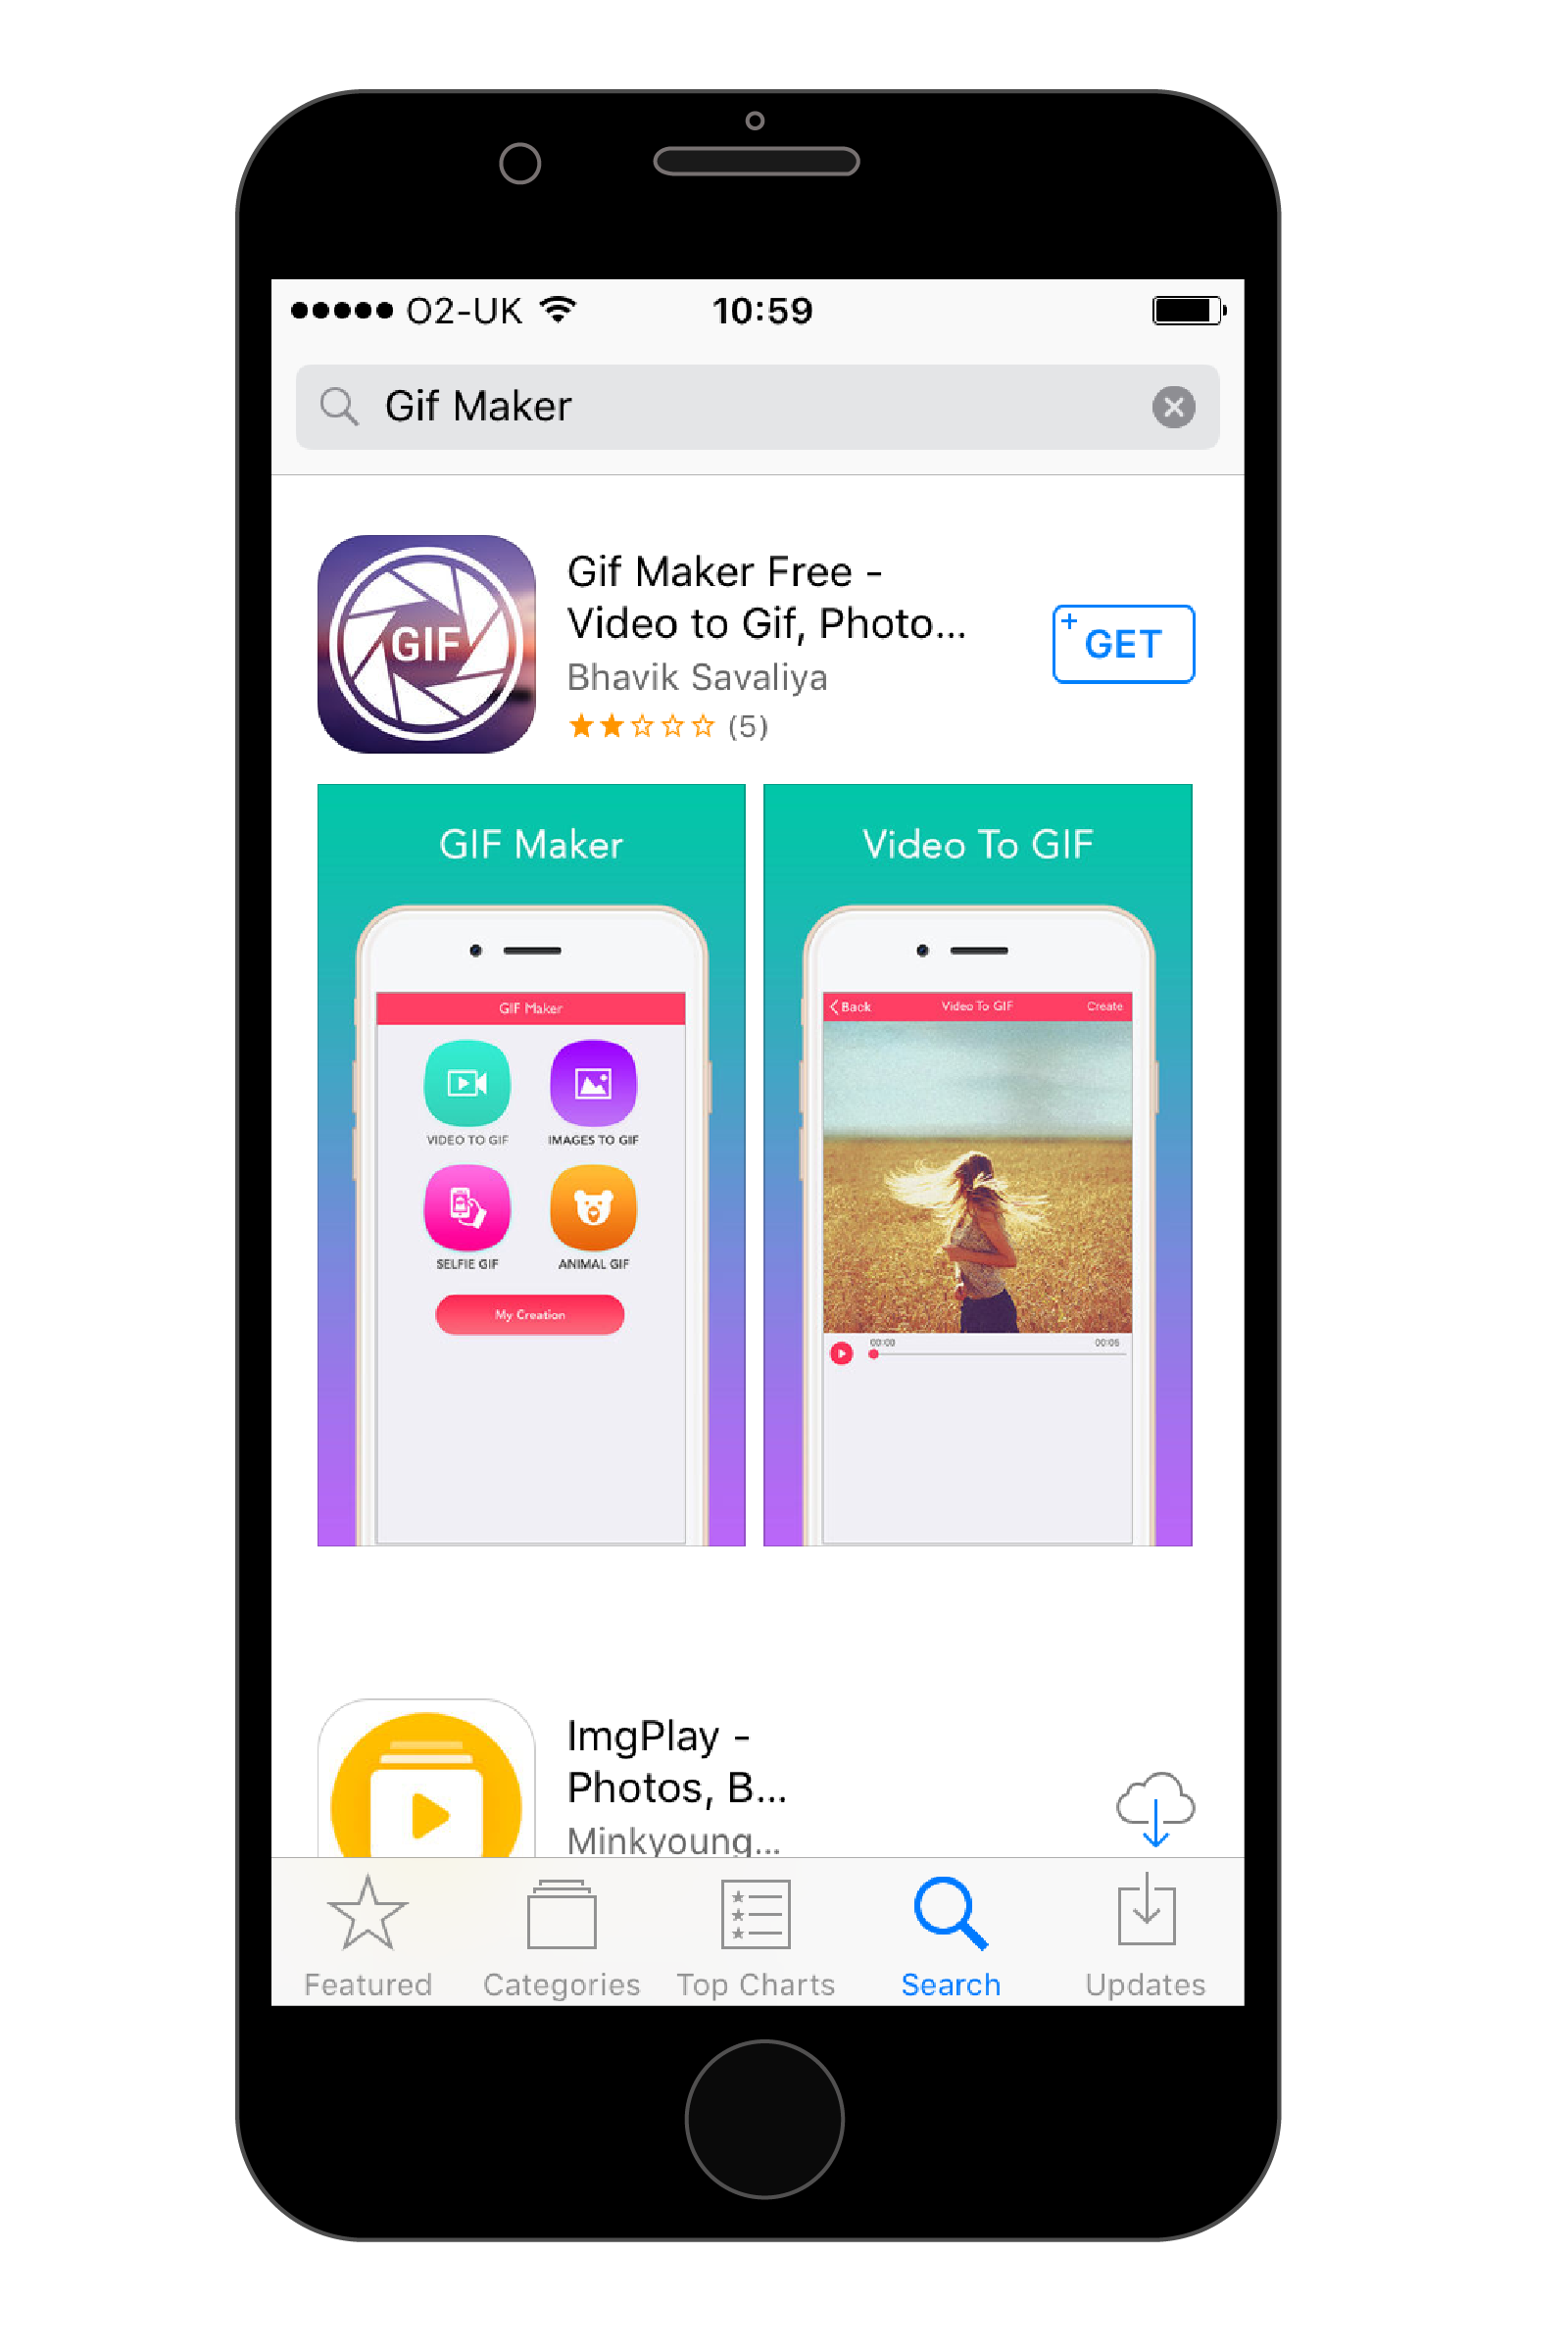 O2-UK 10:59
Gif Maker
GIF
Gif Maker Free -
Video to Gif, Photo...
Bhavik Savaliya
(5)
+ GET
GIF Maker
GIF Maker
VIDEO TO GIF IMAGES TO GIF
SELFIE GIF ANIMAL GIF
My Creation
Video To GIF
Back Video To GIF Create
00:00 00:06
ImgPlay -
Photos, B...
Minkyoung...
Featured Categories Top Charts Search Updates